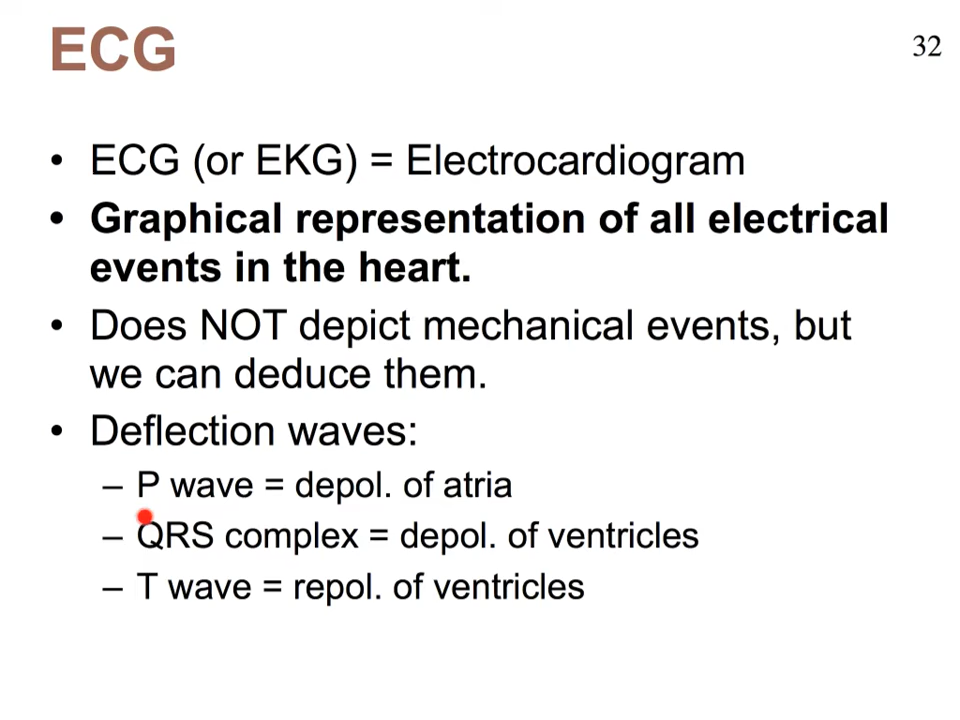 ECG
32
• ECG (or EKG) = Electrocardiogram
• Graphical representation of all electrical
events in the heart.
• Does NOT depict mechanical events, but
we can deduce them.
• Deflection waves:
– P wave = depol. of atria
– QRS complex = depol. of ventricles
– T wave = repol. of ventricles